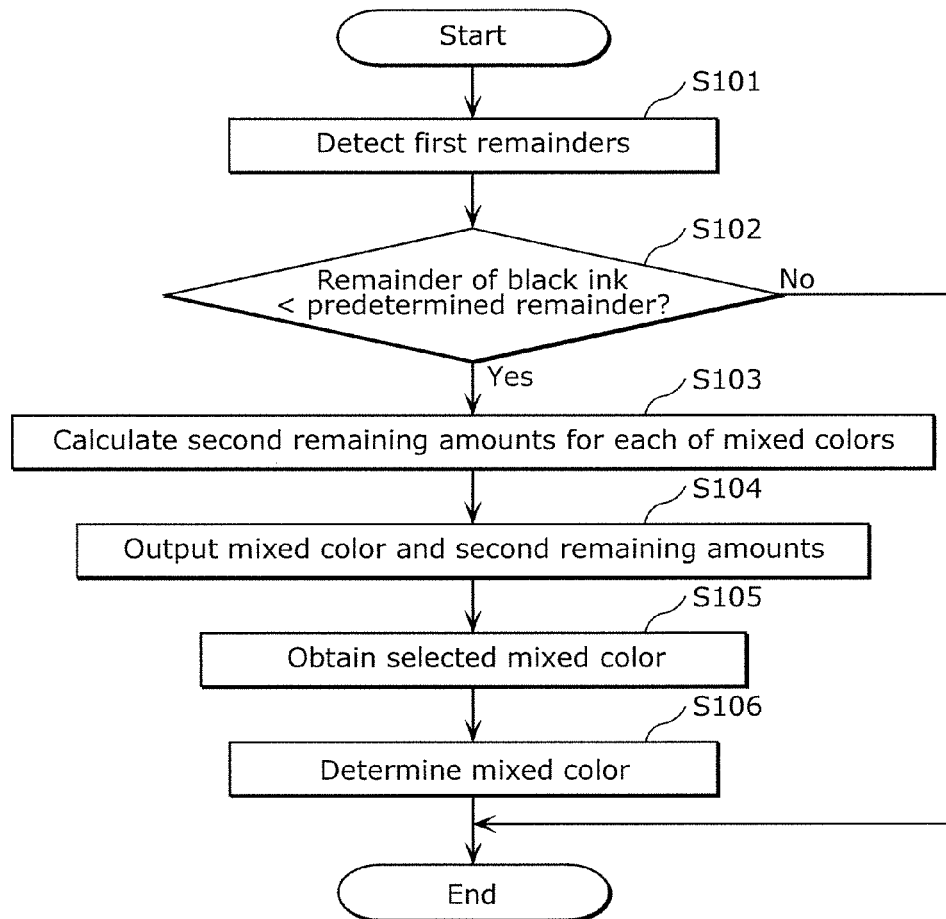 Start
S101
Detect first remainders
S102
Remainder of black ink
< predetermined remainder?
No
Yes
S103
Calculate second remaining amounts for each of mixed colors
S104
Output mixed color and second remaining amounts
S105
Obtain selected mixed color
S106
Determine mixed color
End